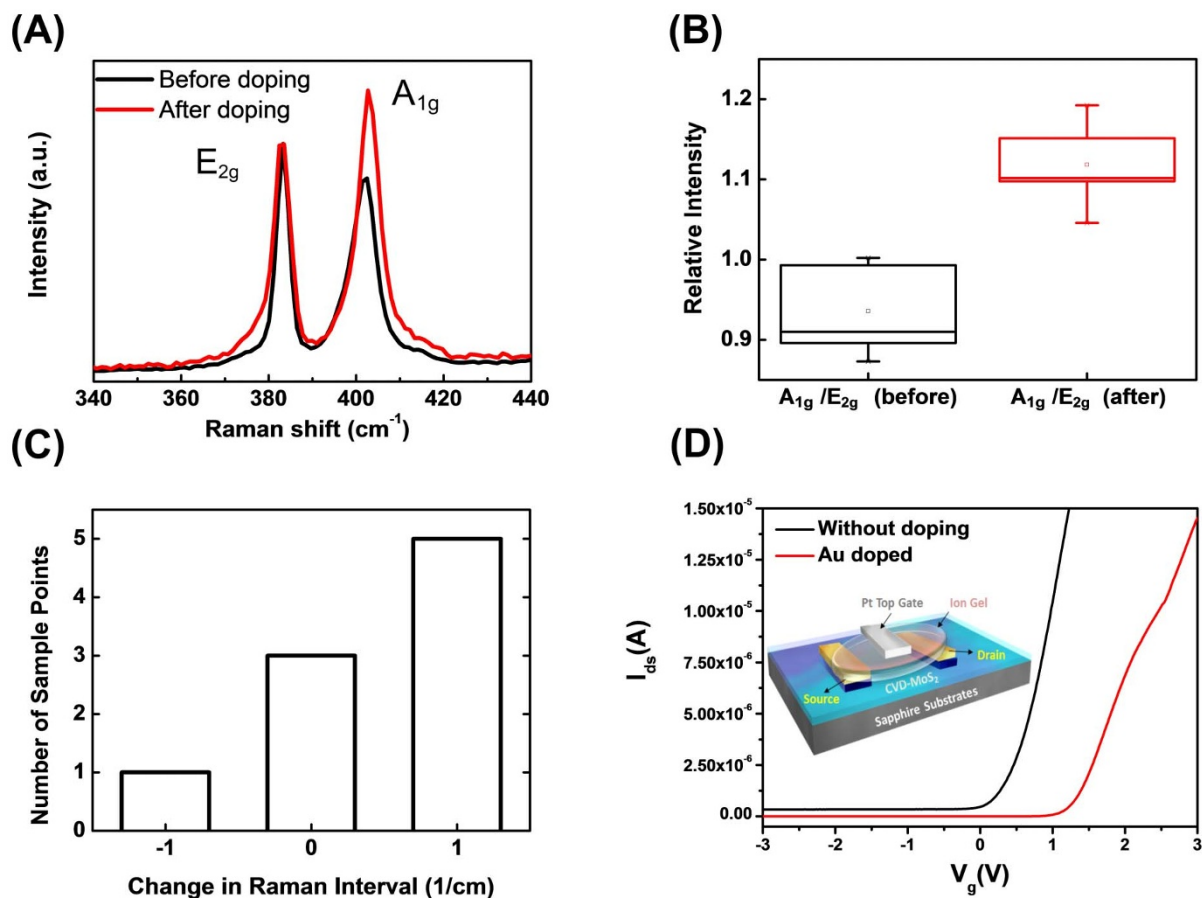 (A)
Before doping
After doping
E2g
A1g
Intensity (a.u.)
340 360 380 400 420 440
Raman shift (cm⁻¹)
(B)
1.2
1.1
1.0
0.9
Relative Intensity
A1g /E2g (before) A1g /E2g (after)
(C)
5
4
3
2
1
0
Number of Sample Points
-1 0 1
Change in Raman Interval (1/cm)
(D)
1.50x10⁻⁵
1.25x10⁻⁵
1.00x10⁻⁵
7.50x10⁻⁶
5.00x10⁻⁶
2.50x10⁻⁶
0.00
Ids(A)
Without doping
Au doped
Pt Top Gate
Ion Gel
Drain
Source
CVD-MoS₂
Sapphire Substrates
-3 -2 -1 0 1 2 3
Vg(V)